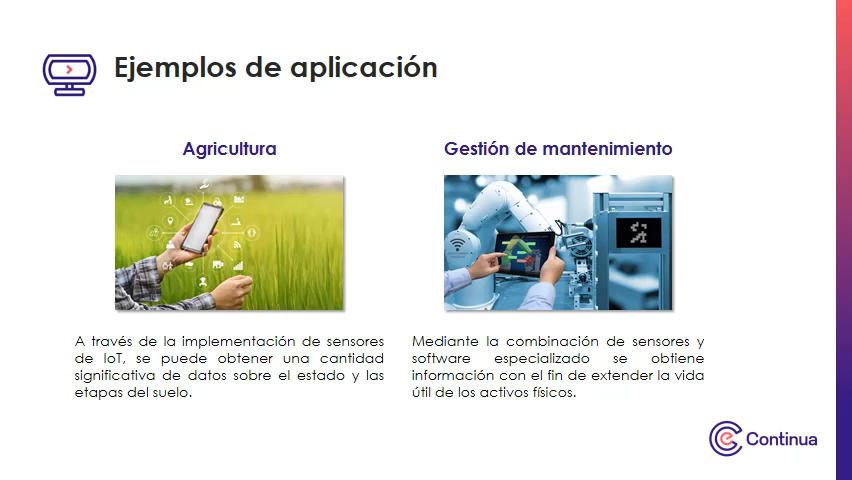 Ejemplos de aplicación
Agricultura
A través de la implementación de sensores
de IoT, se puede obtener una cantidad
significativa de datos sobre el estado y las
etapas del suelo.
Gestión de mantenimiento
Mediante la combinación de sensores y
software especializado se obtiene
información con el fin de extender la vida
útil de los activos físicos.
Continua